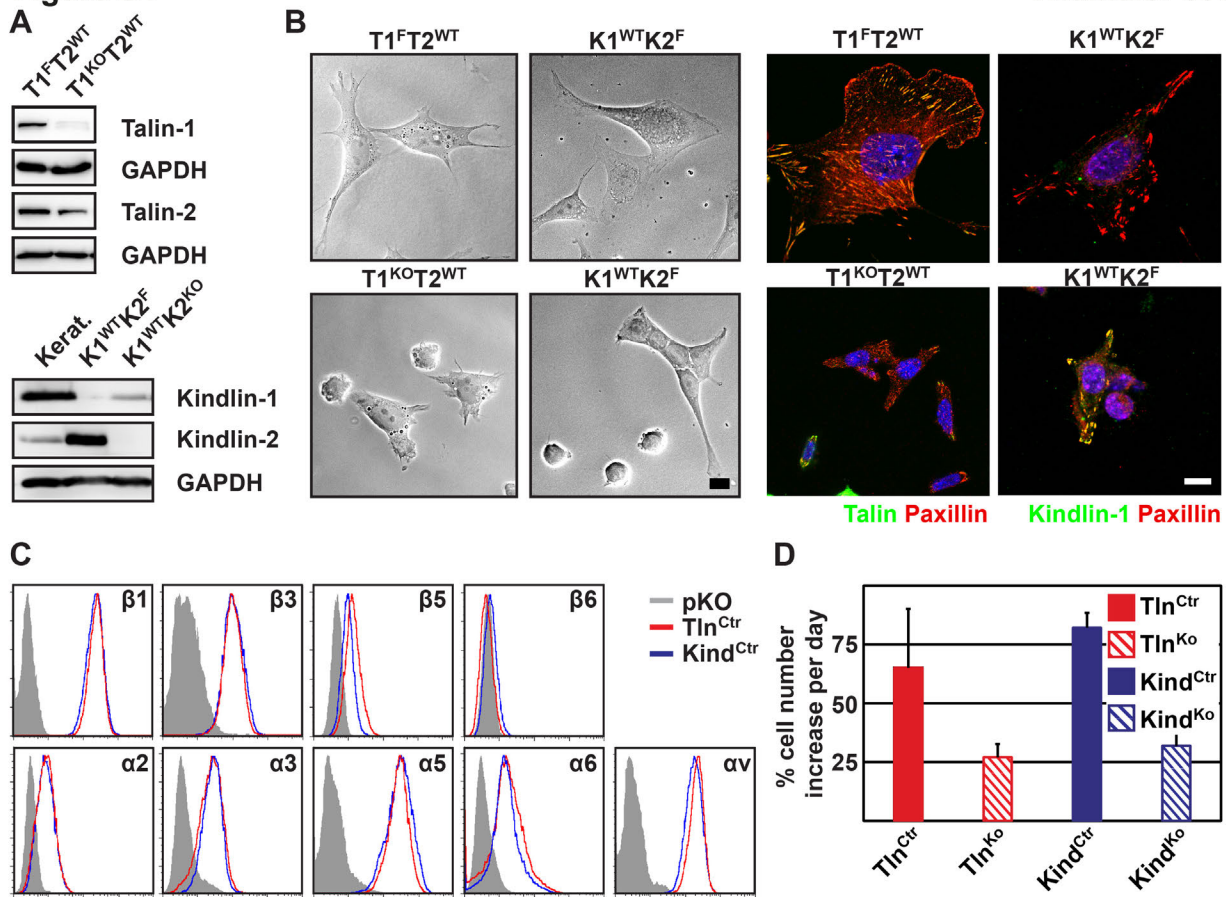 A
T1ᶠT2ᵂᵀ
T1ᴷᴼT2ᵂᵀ
Talin-1
GAPDH
Talin-2
GAPDH
Kerat.
K1ᵂᵀK2ᶠ
K1ᵂᵀK2ᴷᴼ
Kindlin-1
Kindlin-2
GAPDH
B
T1ᶠT2ᵂᵀ K1ᵂᵀK2ᶠ T1ᶠT2ᵂᵀ K1ᵂᵀK2ᶠ
T1ᴷᴼT2ᵂᵀ K1ᵂᵀK2ᶠ T1ᴷᴼT2ᵂᵀ K1ᵂᵀK2ᶠ
Talin Paxillin Kindlin-1 Paxillin
C
β1 β3 β5 β6
pKO
Tlnᶜᵗʳ
Kindᶜᵗʳ
α2 α3 α5 α6 αv
D
% cell number
increase per day
75
50
25
Tlnᶜᵗʳ
Tlnᴷᵒ
Kindᶜᵗʳ
Kindᴷᵒ
Tlnᶜᵗʳ
Tlnᴷᵒ
Kindᶜᵗʳ
Kindᴷᵒ